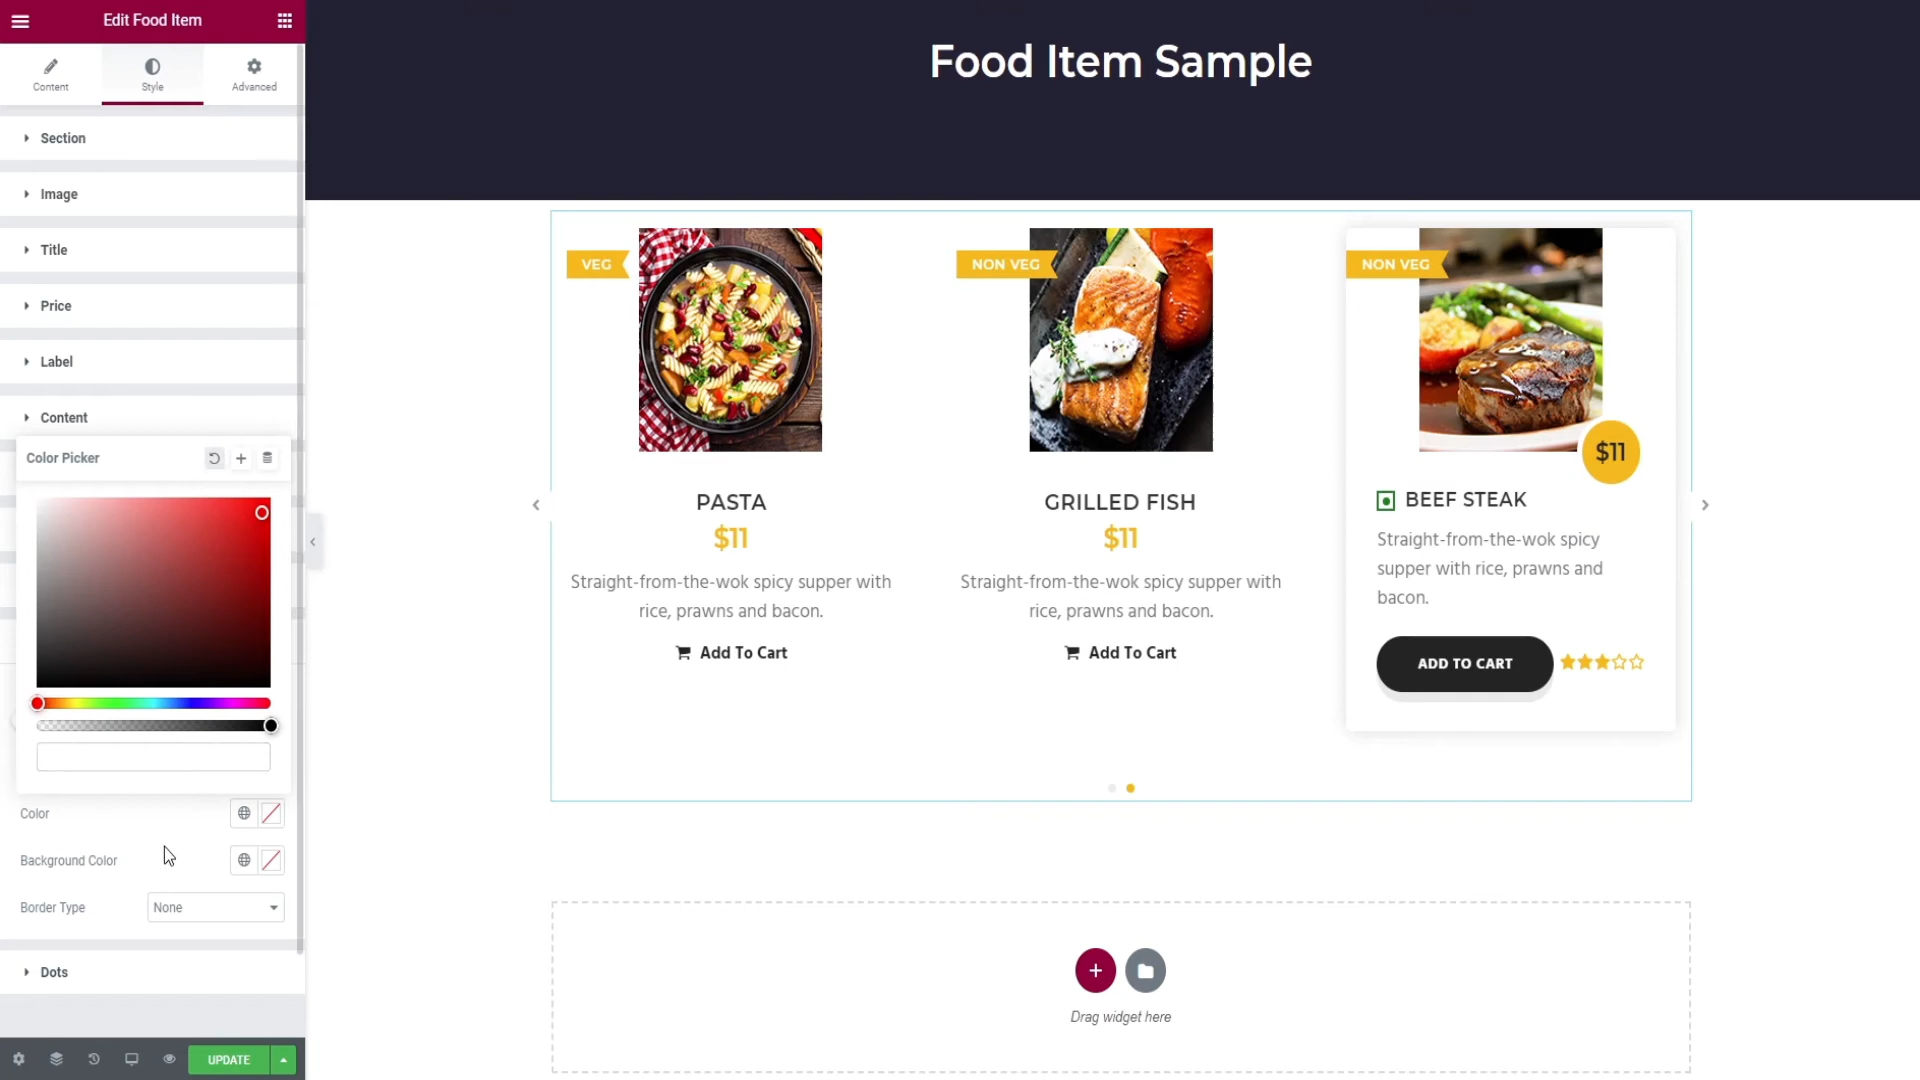 Edit Food Item
Content
Style
Advanced
Section
Image
Title
Price
Label
Content
Color Picker
Color
Background Color
Border Type
None
Dots
UPDATE
Food Item Sample
VEG
PASTA
$11
Straight-from-the-wok spicy supper with
rice, prawns and bacon.
Add To Cart
NON VEG
GRILLED FISH
$11
Straight-from-the-wok spicy supper with
rice, prawns and bacon.
Add To Cart
NON VEG
$11
BEEF STEAK
Straight-from-the-wok spicy
supper with rice, prawns and
bacon.
ADD TO CART
Drag widget here